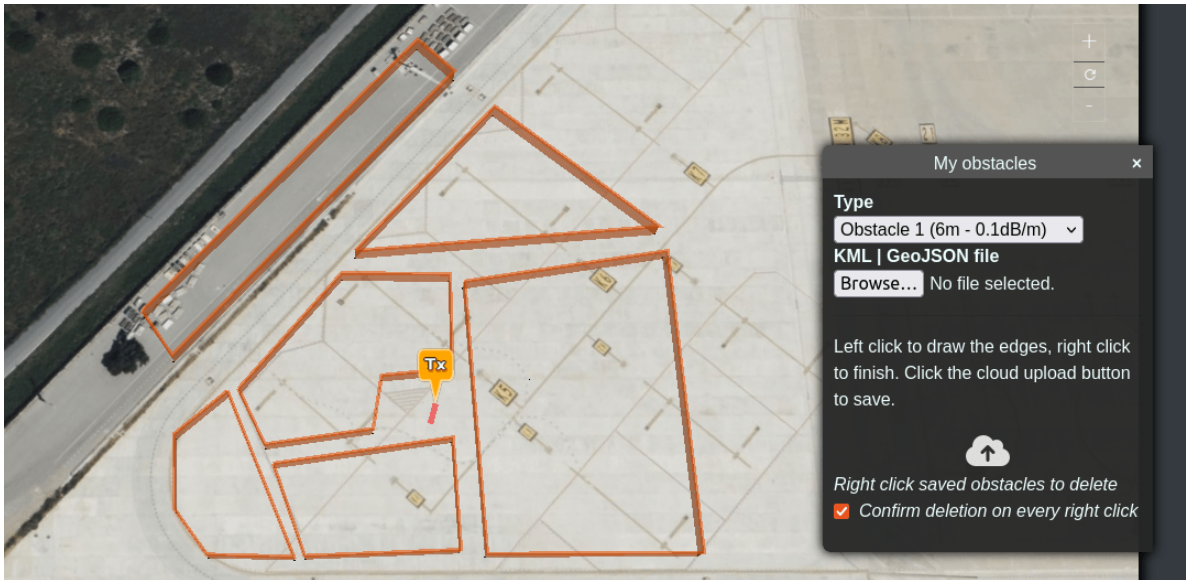 +
-
My obstacles
×
Type
Obstacle 1 (6m - 0.1dB/m)
KML | GeoJSON file
Browse... No file selected.
Tx
Left click to draw the edges, right click
to finish. Click the cloud upload button
to save.
Right click saved obstacles to delete
Confirm deletion on every right click